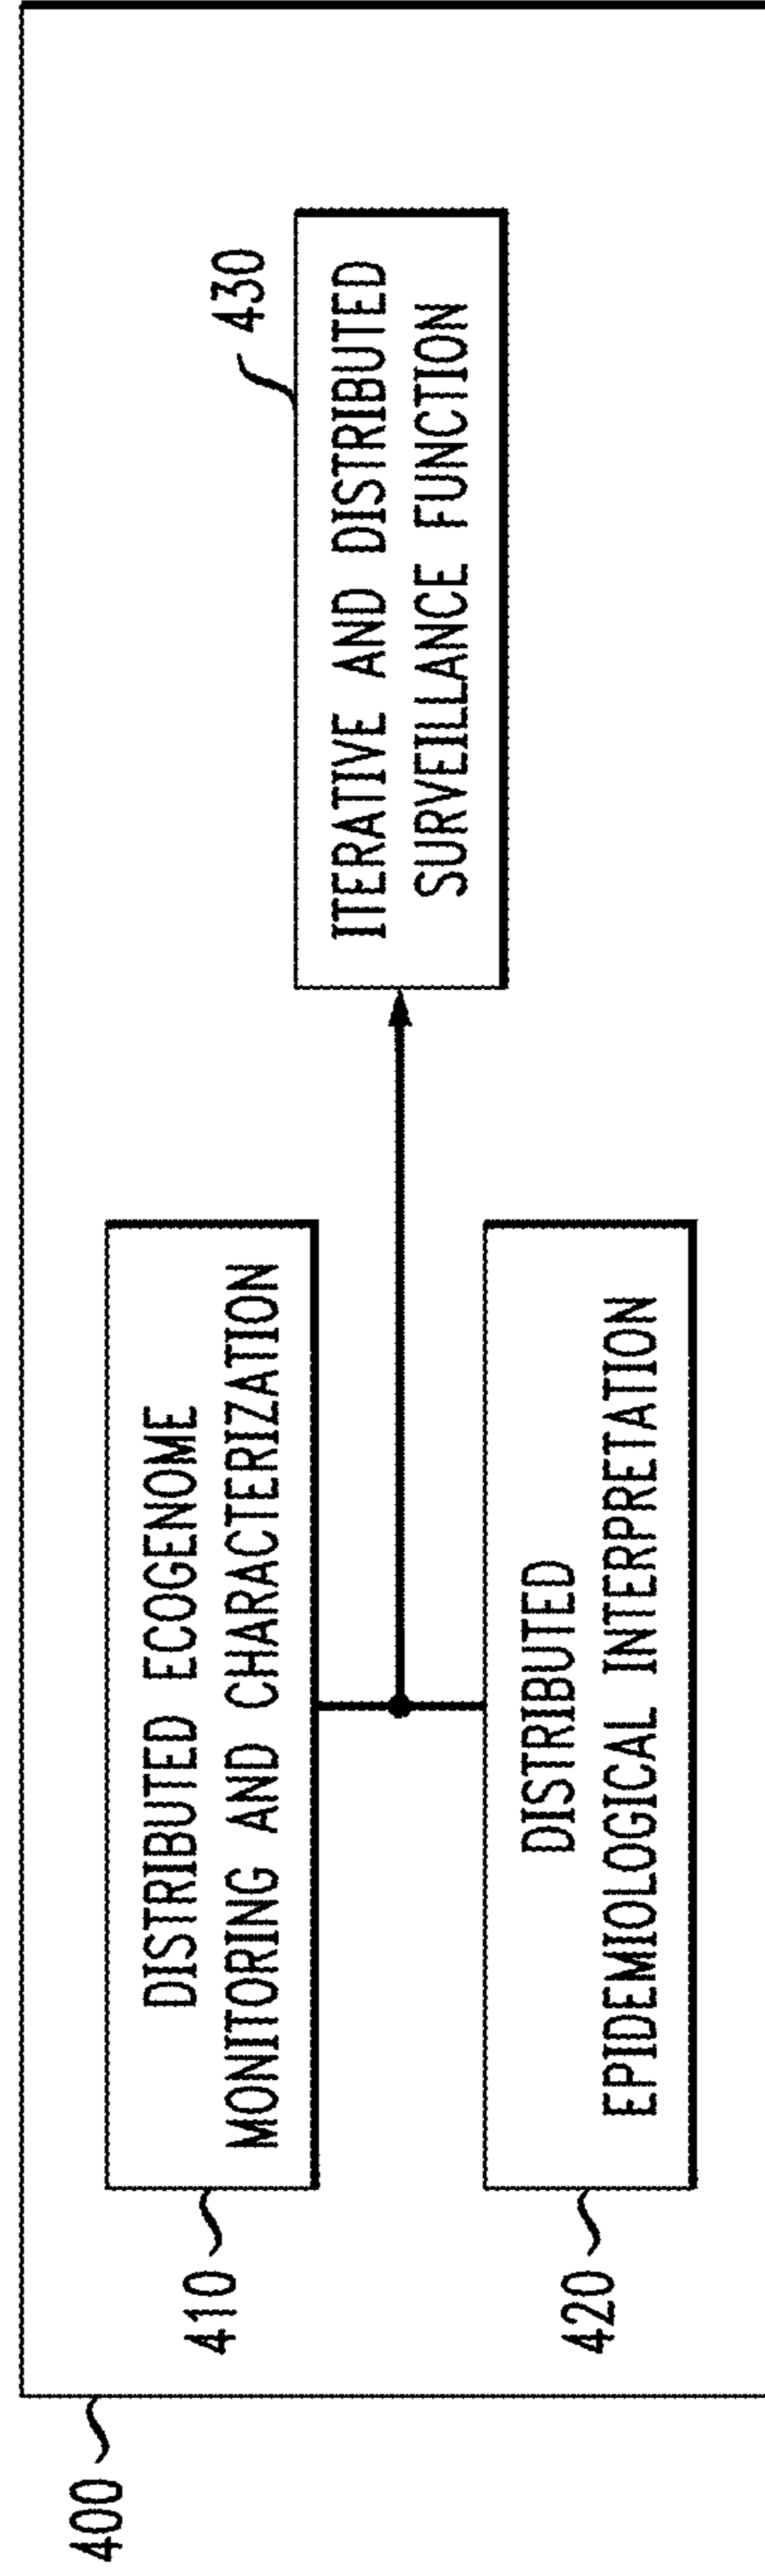 400
410
DISTRIBUTED ECOGENOME
MONITORING AND CHARACTERIZATION
420
DISTRIBUTED
EPIDEMIOLOGICAL INTERPRETATION
430
ITERATIVE AND DISTRIBUTED
SURVEILLANCE FUNCTION